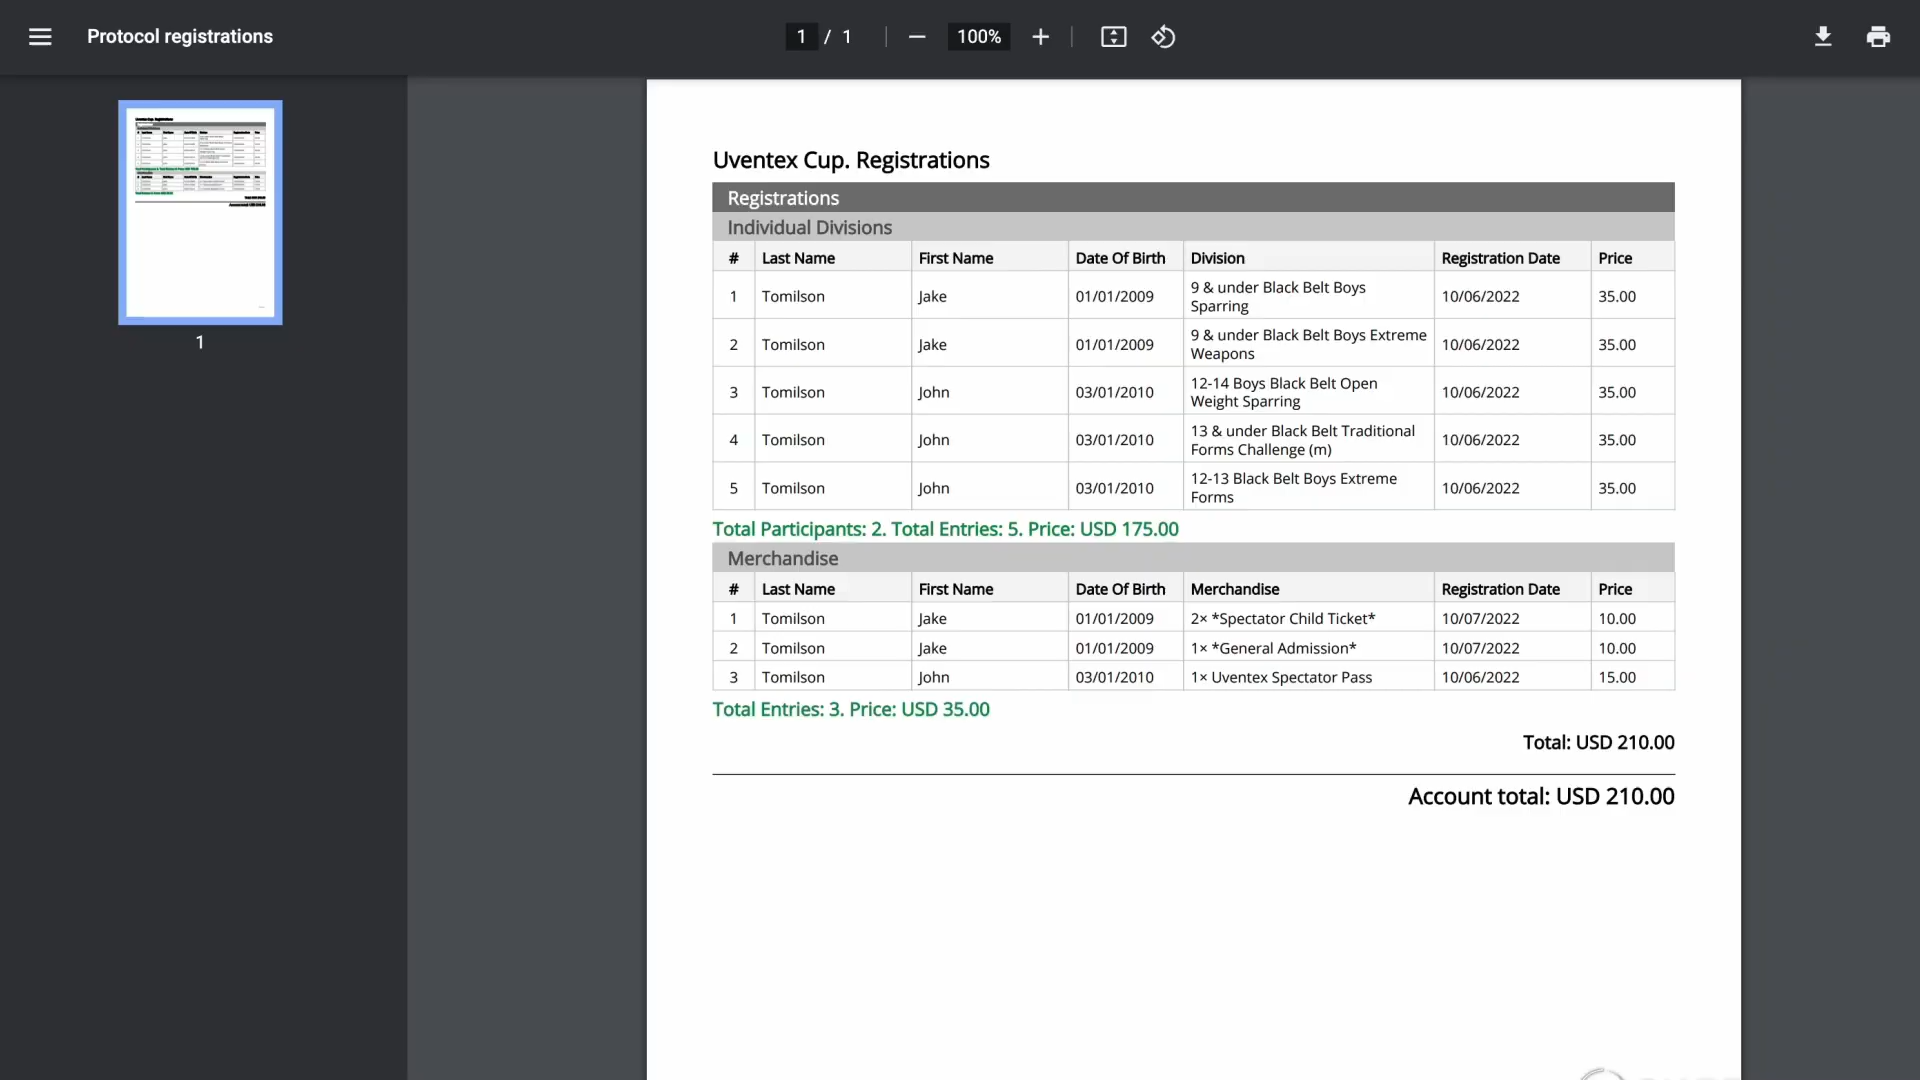 Protocol registrations
1 / 1
100%
1
Uventex Cup. Registrations
Registrations
Individual Divisions
# Last Name First Name Date Of Birth Division Registration Date Price
1 Tomilson Jake 01/01/2009 9 & under Black Belt Boys Sparring 10/06/2022 35.00
2 Tomilson Jake 01/01/2009 9 & under Black Belt Boys Extreme Weapons 10/06/2022 35.00
3 Tomilson John 03/01/2010 12-14 Boys Black Belt Open Weight Sparring 10/06/2022 35.00
4 Tomilson John 03/01/2010 13 & under Black Belt Traditional Forms Challenge (m) 10/06/2022 35.00
5 Tomilson John 03/01/2010 12-13 Black Belt Boys Extreme Forms 10/06/2022 35.00
Total Participants: 2. Total Entries: 5. Price: USD 175.00
Merchandise
# Last Name First Name Date Of Birth Merchandise Registration Date Price
1 Tomilson Jake 01/01/2009 2× *Spectator Child Ticket* 10/07/2022 10.00
2 Tomilson Jake 01/01/2009 1× *General Admission* 10/07/2022 10.00
3 Tomilson John 03/01/2010 1× Uventex Spectator Pass 10/06/2022 15.00
Total Entries: 3. Price: USD 35.00
Total: USD 210.00
Account total: USD 210.00